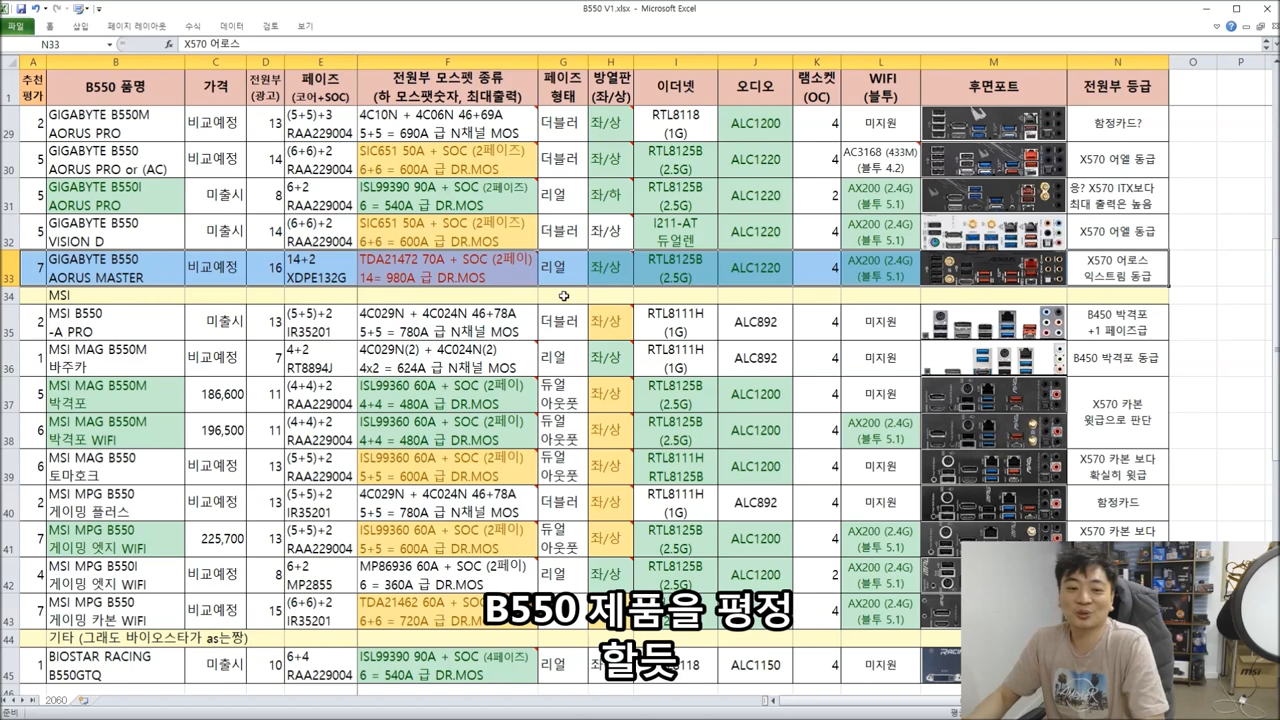 B550 V1.xlsx - Microsoft Excel
파일 홈 삽입 페이지 레이아웃 수식 데이터 검토 보기
N33 fx X570 어로스
A B C D E F G H I J K L M N O P
1 추천 평가 B550 품명 가격 전원부 (광고) 페이즈 (코어+SOC) 전원부 모스펫 종류 (하 모스팻숫자, 최대출력) 페이즈 형태 방열판 (좌/상) 이더넷 오디오 램소켓 (OC) WIFI (블투) 후면포트 전원부 등급
29 2 GIGABYTE B550M AORUS PRO 비교예정 13 (5+5)+3 RAA229004 4C10N + 4C06N 46+69A 5+5 = 690A 급 N채널 MOS 더블러 좌/상 RTL8118 (1G) ALC1200 4 미지원 함정카드?
30 5 GIGABYTE B550 AORUS PRO or (AC) 비교예정 14 (6+6)+2 RAA229004 SIC651 50A + SOC (2페이즈) 6+6 = 600A 급 DR.MOS 더블러 좌/상 RTL8125B (2.5G) ALC1220 4 AC3168 (433M) (블투 4.2) X570 어엘 동급
31 5 GIGABYTE B550I AORUS PRO 미출시 8 6+2 RAA229004 ISL99390 90A + SOC (2페이즈) 6 = 540A 급 DR.MOS 리얼 좌/하 RTL8125B (2.5G) ALC1220 2 AX200 (2.4G) (블투 5.1) 응? X570 ITX보다 최대 출력은 높음
32 5 GIGABYTE B550 VISION D 미출시 14 (6+6)+2 RAA229004 SIC651 50A + SOC (2페이즈) 6+6 = 600A 급 DR.MOS 더블러 좌/상 I211-AT 듀얼렌 ALC1220 4 AX200 (2.4G) (블투 5.1) X570 어엘 동급
33 7 GIGABYTE B550 AORUS MASTER 비교예정 16 14+2 XDPE132G TDA21472 70A + SOC (2페이) 14= 980A 급 DR.MOS 리얼 좌/상 RTL8125B (2.5G) ALC1220 4 AX200 (2.4G) (블투 5.1) X570 어로스 익스트림 동급
34 MSI
35 2 MSI B550 -A PRO 미출시 13 (5+5)+2 IR35201 4C029N + 4C024N 46+78A 5+5 = 780A 급 N채널 MOS 더블러 좌/상 RTL8111H (1G) ALC892 4 미지원 B450 박격포 +1 페이즈급
36 1 MSI MAG B550M 바주카 비교예정 7 4+2 RT8894J 4C029N(2) + 4C024N(2) 4x2 = 624A 급 N채널 MOS 리얼 좌/상 RTL8111H (1G) ALC892 4 미지원 B450 박격포 동급
37 5 MSI MAG B550M 박격포 186,600 11 (4+4)+2 RAA229004 ISL99360 60A + SOC (2페이) 4+4 = 480A 급 DR.MOS 듀얼 아웃풋 좌/상 RTL8125B (2.5G) ALC1200 4 미지원 X570 카본 윗급으로 판단
38 5 MSI MAG B550M 박격포 WIFI 196,500 11 (4+4)+2 RAA229004 ISL99360 60A + SOC (2페이) 4+4 = 480A 급 DR.MOS 듀얼 아웃풋 좌/상 RTL8125B (2.5G) ALC1200 4 AX200 (2.4G) (블투 5.1)
39 6 MSI MAG B550 토마호크 비교예정 13 (5+5)+2 RAA229004 ISL99360 60A + SOC (2페이) 5+5 = 600A 급 DR.MOS 듀얼 아웃풋 좌/상 RTL8111H RTL8125B ALC1200 4 미지원 X570 카본 보다 확실히 윗급
40 2 MSI MPG B550 게이밍 플러스 비교예정 13 (5+5)+2 IR35201 4C029N + 4C024N 46+78A 5+5 = 780A 급 N채널 MOS 더블러 좌/상 RTL8111H (1G) ALC892 4 미지원 함정카드
41 7 MSI MPG B550 게이밍 엣지 WIFI 225,700 13 (5+5)+2 RAA229004 ISL99360 60A + SOC (2페이) 5+5 = 600A 급 DR.MOS 듀얼 아웃풋 좌/상 RTL8125B (2.5G) ALC1200 4 AX200 (2.4G) (블투 5.1) X570 카본 보다
42 4 MSI MPG B550I 게이밍 엣지 WIFI 비교예정 8 6+2 MP2855 MP86936 60A + SOC (2페이) 6 = 360A 급 DR.MOS 리얼 좌/상 RTL8125B (2.5G) ALC1200 2 AX200 (2.4G) (블투 5.1)
43 7 MSI MPG B550 게이밍 카본 WIFI 비교예정 15 (6+6)+3 IR35201 TDA21462 60A + SOC 6+6 = 720A 급 DR.MOS 4 AX200 (2.4G) (블투 5.1)
44 기타 (그래도 바이오스타가 as는짱)
45 1 BIOSTAR RACING B550GTQ 미출시 10 6+4 RAA229004 ISL99390 90A + SOC (4페이즈) 6 = 540A 급 DR.MOS 리얼 좌/상 8118 ALC1150 4 미지원
B550 제품을 평정
할듯
2060